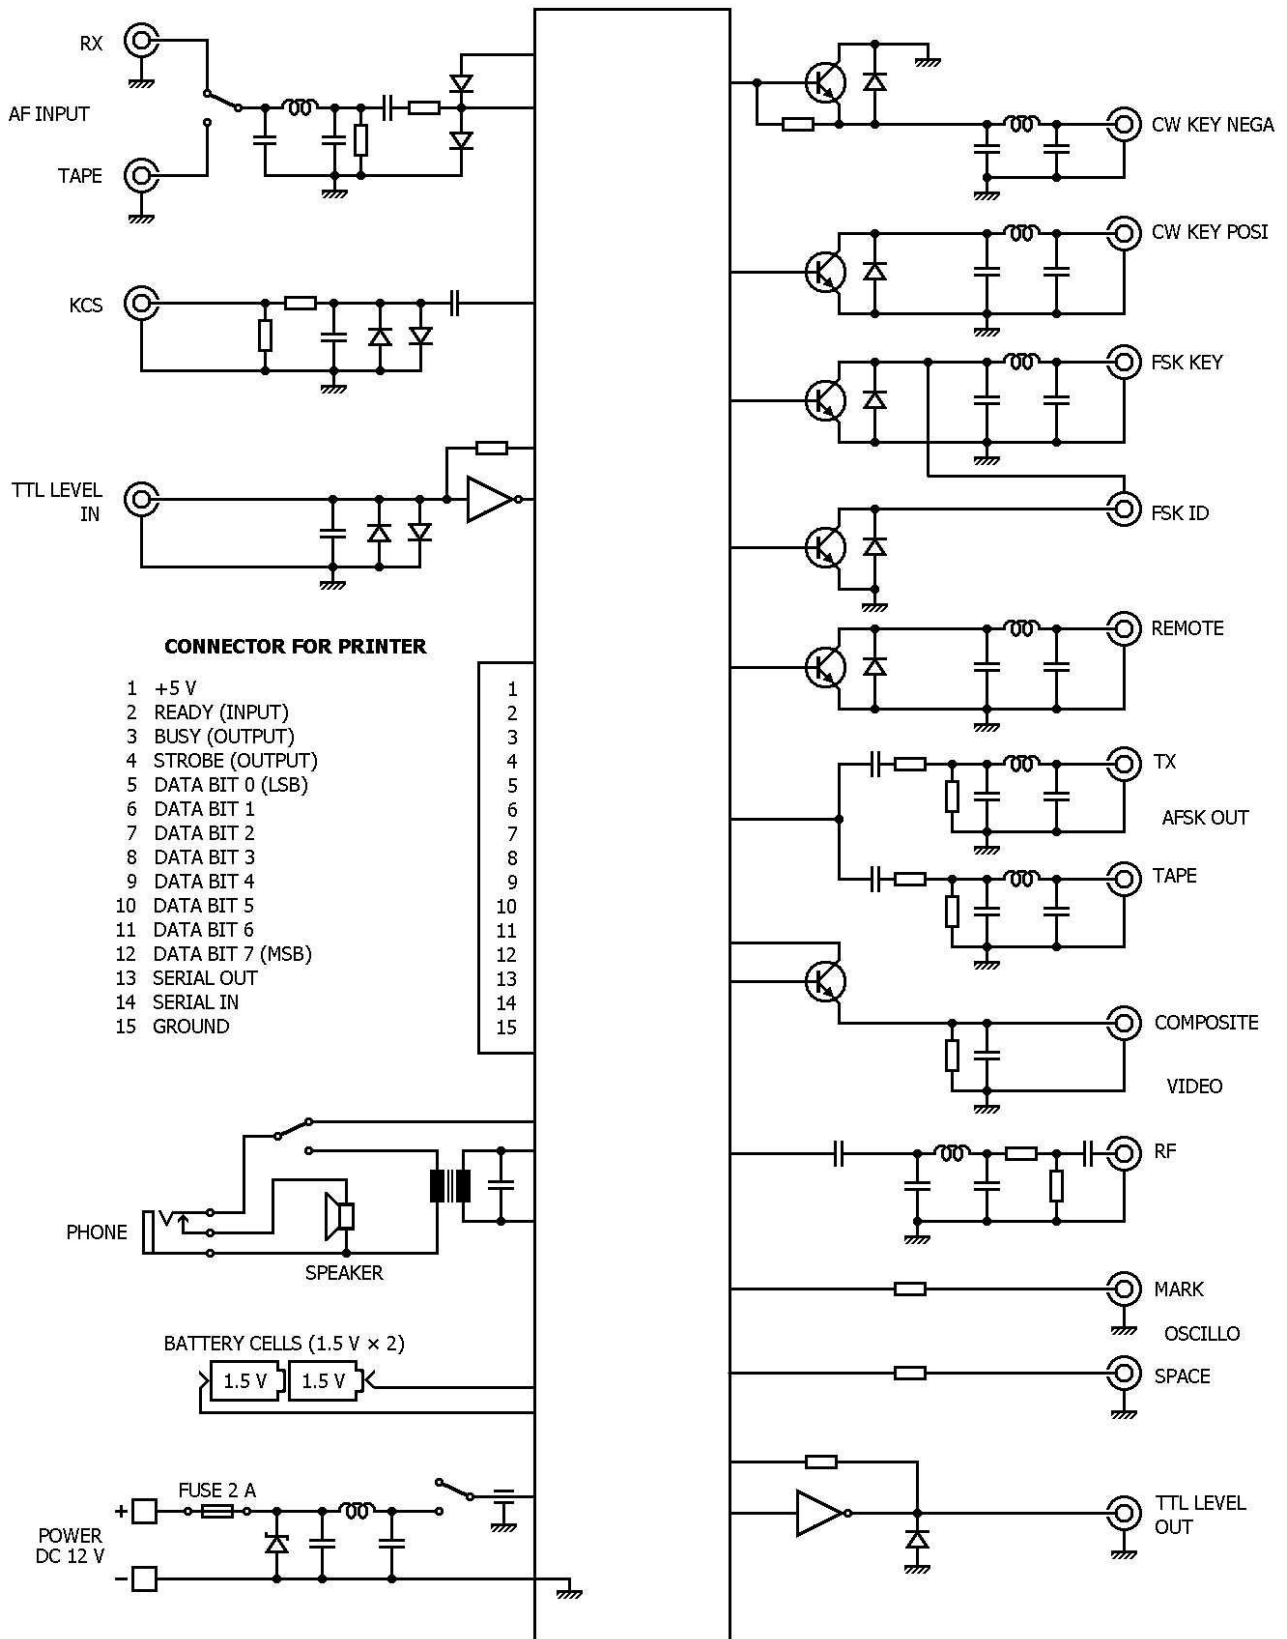 RX
AF INPUT
TAPE
KCS
TTL LEVEL
IN
CONNECTOR FOR PRINTER
1 +5 V
2 READY (INPUT)
3 BUSY (OUTPUT)
4 STROBE (OUTPUT)
5 DATA BIT 0 (LSB)
6 DATA BIT 1
7 DATA BIT 2
8 DATA BIT 3
9 DATA BIT 4
10 DATA BIT 5
11 DATA BIT 6
12 DATA BIT 7 (MSB)
13 SERIAL OUT
14 SERIAL IN
15 GROUND
1
2
3
4
5
6
7
8
9
10
11
12
13
14
15
PHONE
SPEAKER
BATTERY CELLS (1.5 V × 2)
1.5 V 1.5 V
FUSE 2 A
+
POWER
DC 12 V
−
CW KEY NEGA
CW KEY POSI
FSK KEY
FSK ID
REMOTE
TX
AFSK OUT
TAPE
COMPOSITE
VIDEO
RF
MARK
OSCILLO
SPACE
TTL LEVEL
OUT